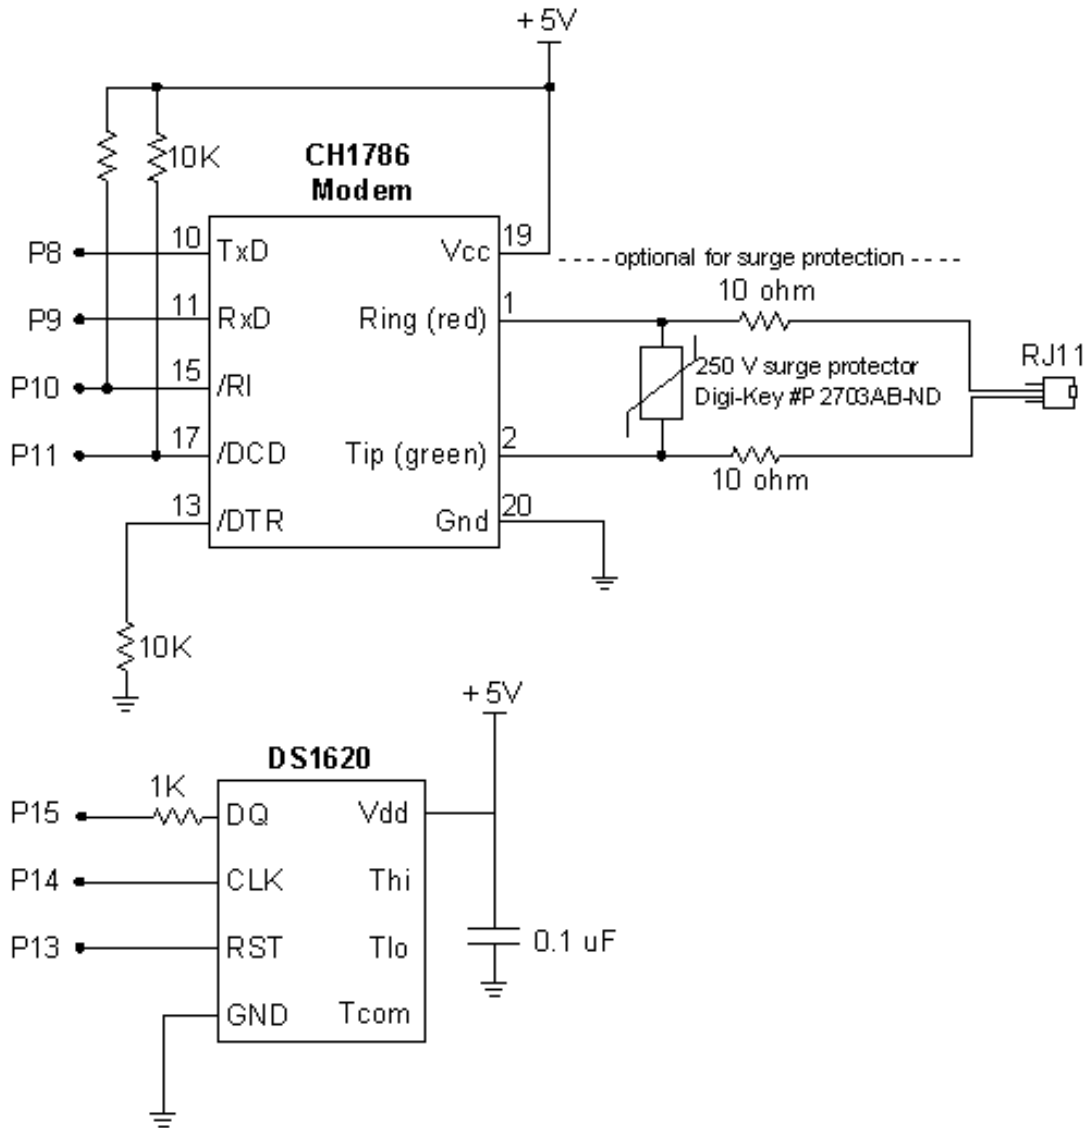 +5V
10K
CH1786
Modem
P8
10
TxD
Vcc
19
---- optional for surge protection ----
10 ohm
P9
11
RxD
Ring (red)
1
RJ11
250 V surge protector
Digi-Key #P2703AB-ND
P10
15
/RI
P11
17
/DCD
Tip (green)
2
10 ohm
13
/DTR
Gnd
20
10K
+5V
DS1620
1K
P15
DQ
Vdd
P14
CLK
Thi
P13
RST
Tlo
0.1 uF
GND
Tcom